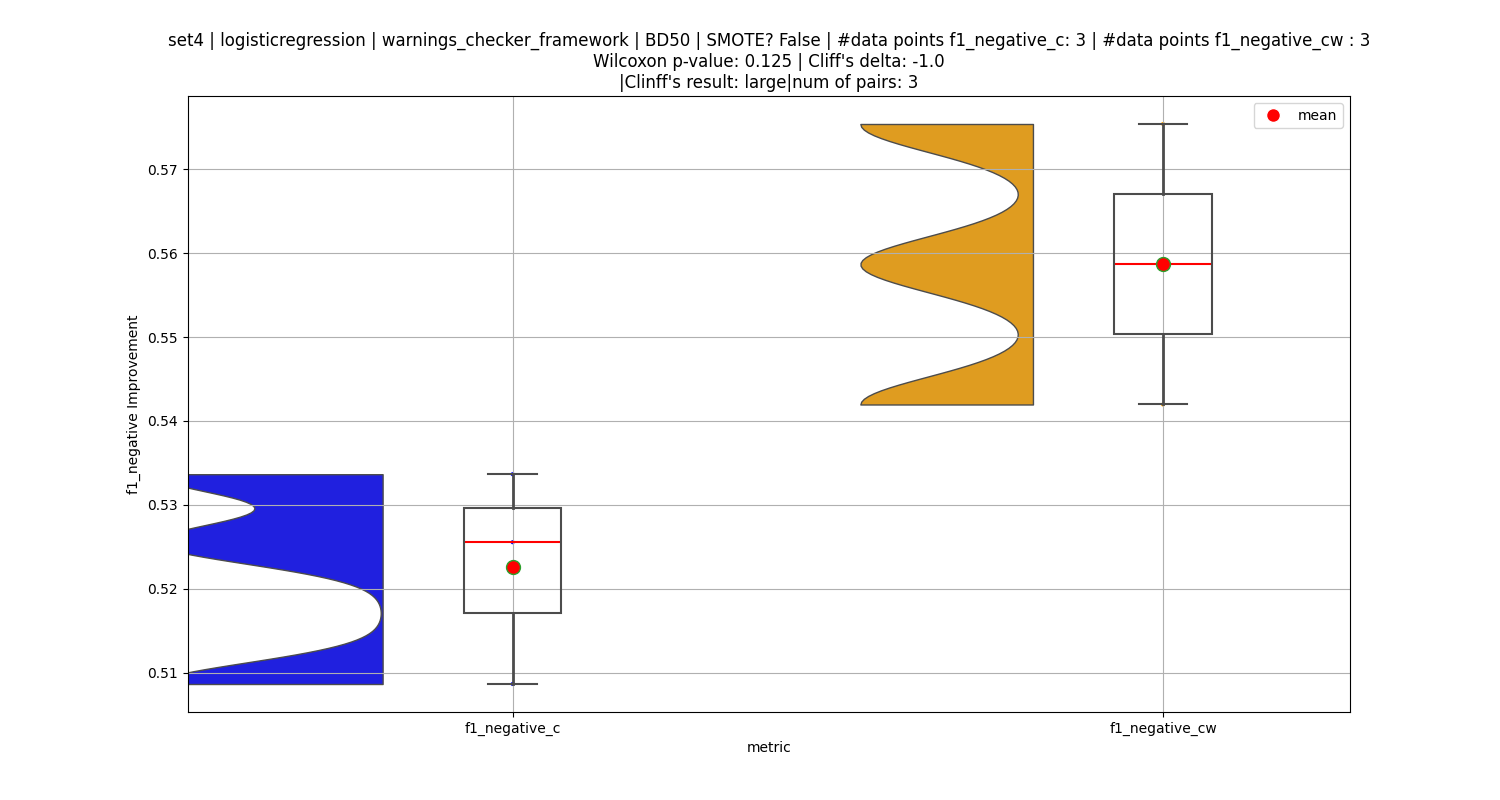 set4 | logisticregression | warnings_checker_framework | BD50 | SMOTE? False | #data points f1_negative_c: 3 | #data points f1_negative_cw : 3
Wilcoxon p-value: 0.125 | Cliff's delta: -1.0
|Clinff's result: large|num of pairs: 3
mean
0.57
0.56
0.55
0.54
0.53
0.52
0.51
f1_negative Improvement
f1_negative_c
f1_negative_cw
metric